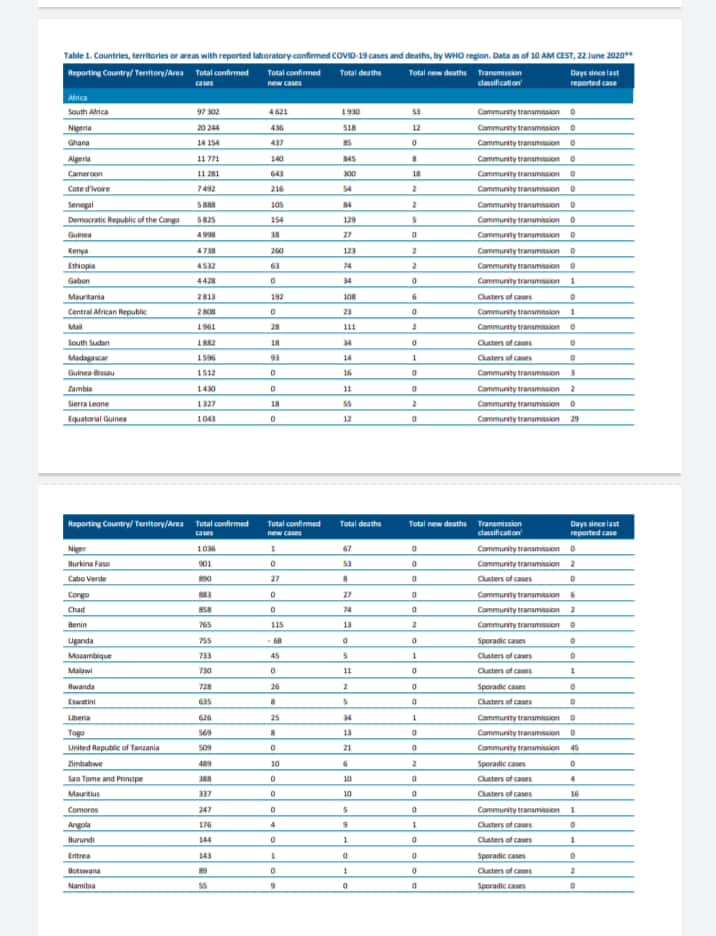 Table 1. Countries, territories or areas with reported laboratory-confirmed COVID-19 cases and deaths, by WHO region. Data as of 10 AM CEST, 22 June 2020**
Reporting Country/ Territory/Area Total confirmed cases Total confirmed new cases Total deaths Total new deaths Transmission classification Days since last reported case
Africa
South Africa 97 302 4 621 1 930 53 Community transmission 0
Nigeria 20 244 436 518 12 Community transmission 0
Ghana 14 154 437 85 0 Community transmission 0
Algeria 11 771 140 845 8 Community transmission 0
Cameroon 11 281 643 300 18 Community transmission 0
Cote d'Ivoire 7 492 216 54 2 Community transmission 0
Senegal 5 888 105 84 2 Community transmission 0
Democratic Republic of the Congo 5 825 154 129 5 Community transmission 0
Guinea 4 998 38 27 0 Community transmission 0
Kenya 4 738 260 123 2 Community transmission 0
Ethiopia 4 532 63 74 2 Community transmission 0
Gabon 4 428 0 34 0 Community transmission 1
Mauritania 2 813 192 108 6 Clusters of cases 0
Central African Republic 2 808 0 23 0 Community transmission 1
Mali 1 961 28 111 2 Community transmission 0
South Sudan 1 882 18 34 0 Clusters of cases 0
Madagascar 1 596 93 14 1 Clusters of cases 0
Guinea-Bissau 1 512 0 16 0 Community transmission 3
Zambia 1 430 0 11 0 Community transmission 2
Sierra Leone 1 327 18 55 2 Community transmission 0
Equatorial Guinea 1 043 0 12 0 Community transmission 29
Reporting Country/ Territory/Area Total confirmed cases Total confirmed new cases Total deaths Total new deaths Transmission classification Days since last reported case
Niger 1 036 1 67 0 Community transmission 0
Burkina Faso 901 0 53 0 Community transmission 2
Cabo Verde 890 27 8 0 Clusters of cases 0
Congo 883 0 27 0 Community transmission 6
Chad 858 0 74 0 Community transmission 2
Benin 765 115 13 2 Community transmission 0
Uganda 755 - 68 0 0 Sporadic cases 0
Mozambique 733 45 5 1 Clusters of cases 0
Malawi 730 0 11 0 Clusters of cases 1
Rwanda 728 26 2 0 Sporadic cases 0
Eswatini 635 8 5 0 Clusters of cases 0
Liberia 626 25 34 1 Community transmission 0
Togo 569 8 13 0 Community transmission 0
United Republic of Tanzania 509 0 21 0 Community transmission 45
Zimbabwe 489 10 6 2 Sporadic cases 0
Sao Tome and Principe 388 0 10 0 Clusters of cases 4
Mauritius 337 0 10 0 Clusters of cases 16
Comoros 247 0 5 0 Community transmission 1
Angola 176 4 9 1 Clusters of cases 0
Burundi 144 0 1 0 Clusters of cases 1
Eritrea 143 1 0 0 Sporadic cases 0
Botswana 89 0 1 0 Clusters of cases 2
Namibia 55 9 0 0 Sporadic cases 0